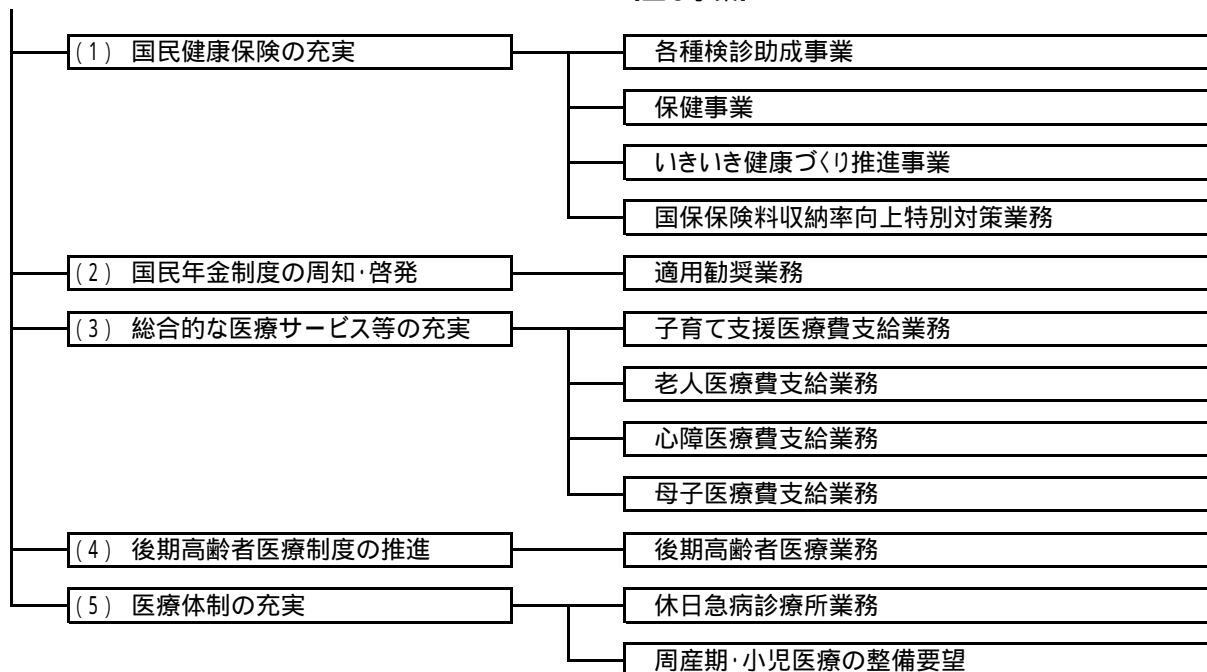 (1) 国民健康保険の充実
各種検診助成事業
保健事業
いきいき健康づくり推進事業
国保保険料収納率向上特別対策業務
(2) 国民年金制度の周知・啓発
適用勧奨業務
(3) 総合的な医療サービス等の充実
子育て支援医療費支給業務
老人医療費支給業務
心障医療費支給業務
母子医療費支給業務
(4) 後期高齢者医療制度の推進
後期高齢者医療業務
(5) 医療体制の充実
休日急病診療所業務
周産期・小児医療の整備要望